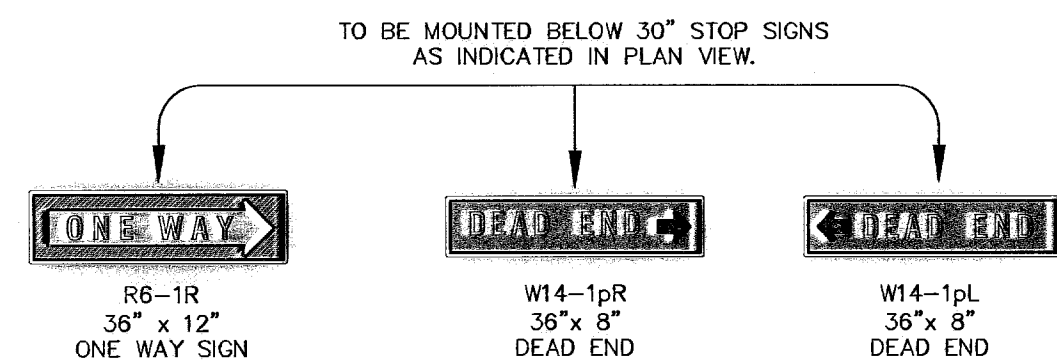 TO BE MOUNTED BELOW 30" STOP SIGNS
AS INDICATED IN PLAN VIEW.
ONE WAY
R6-1R
36" x 12"
ONE WAY SIGN
DEAD END
W14-1pR
36"x 8"
DEAD END
DEAD END
W14-1pL
36"x 8"
DEAD END